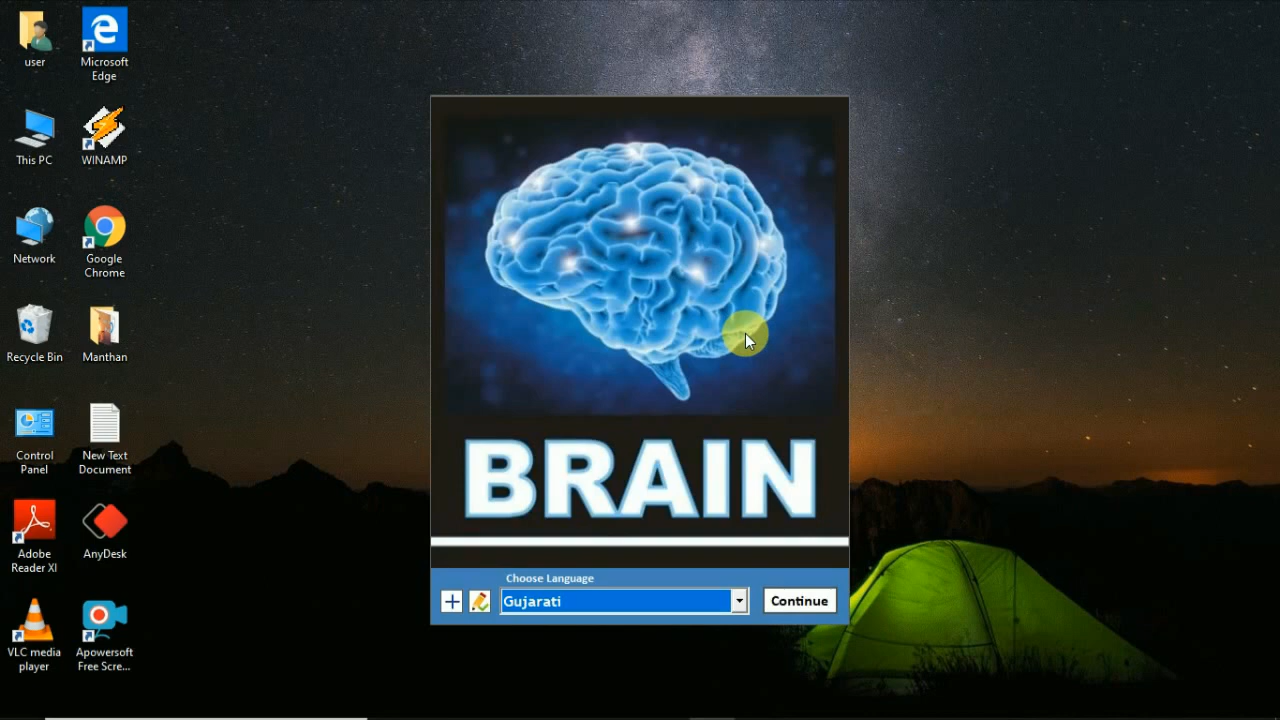 user
Microsoft
Edge
This PC
WINAMP
Network
Google
Chrome
Recycle Bin
Manthan
Control
Panel
New Text
Document
Adobe
Reader XI
AnyDesk
VLC media
player
Apowersoft
Free Scre...
BRAIN
Choose Language
Gujarati
Continue